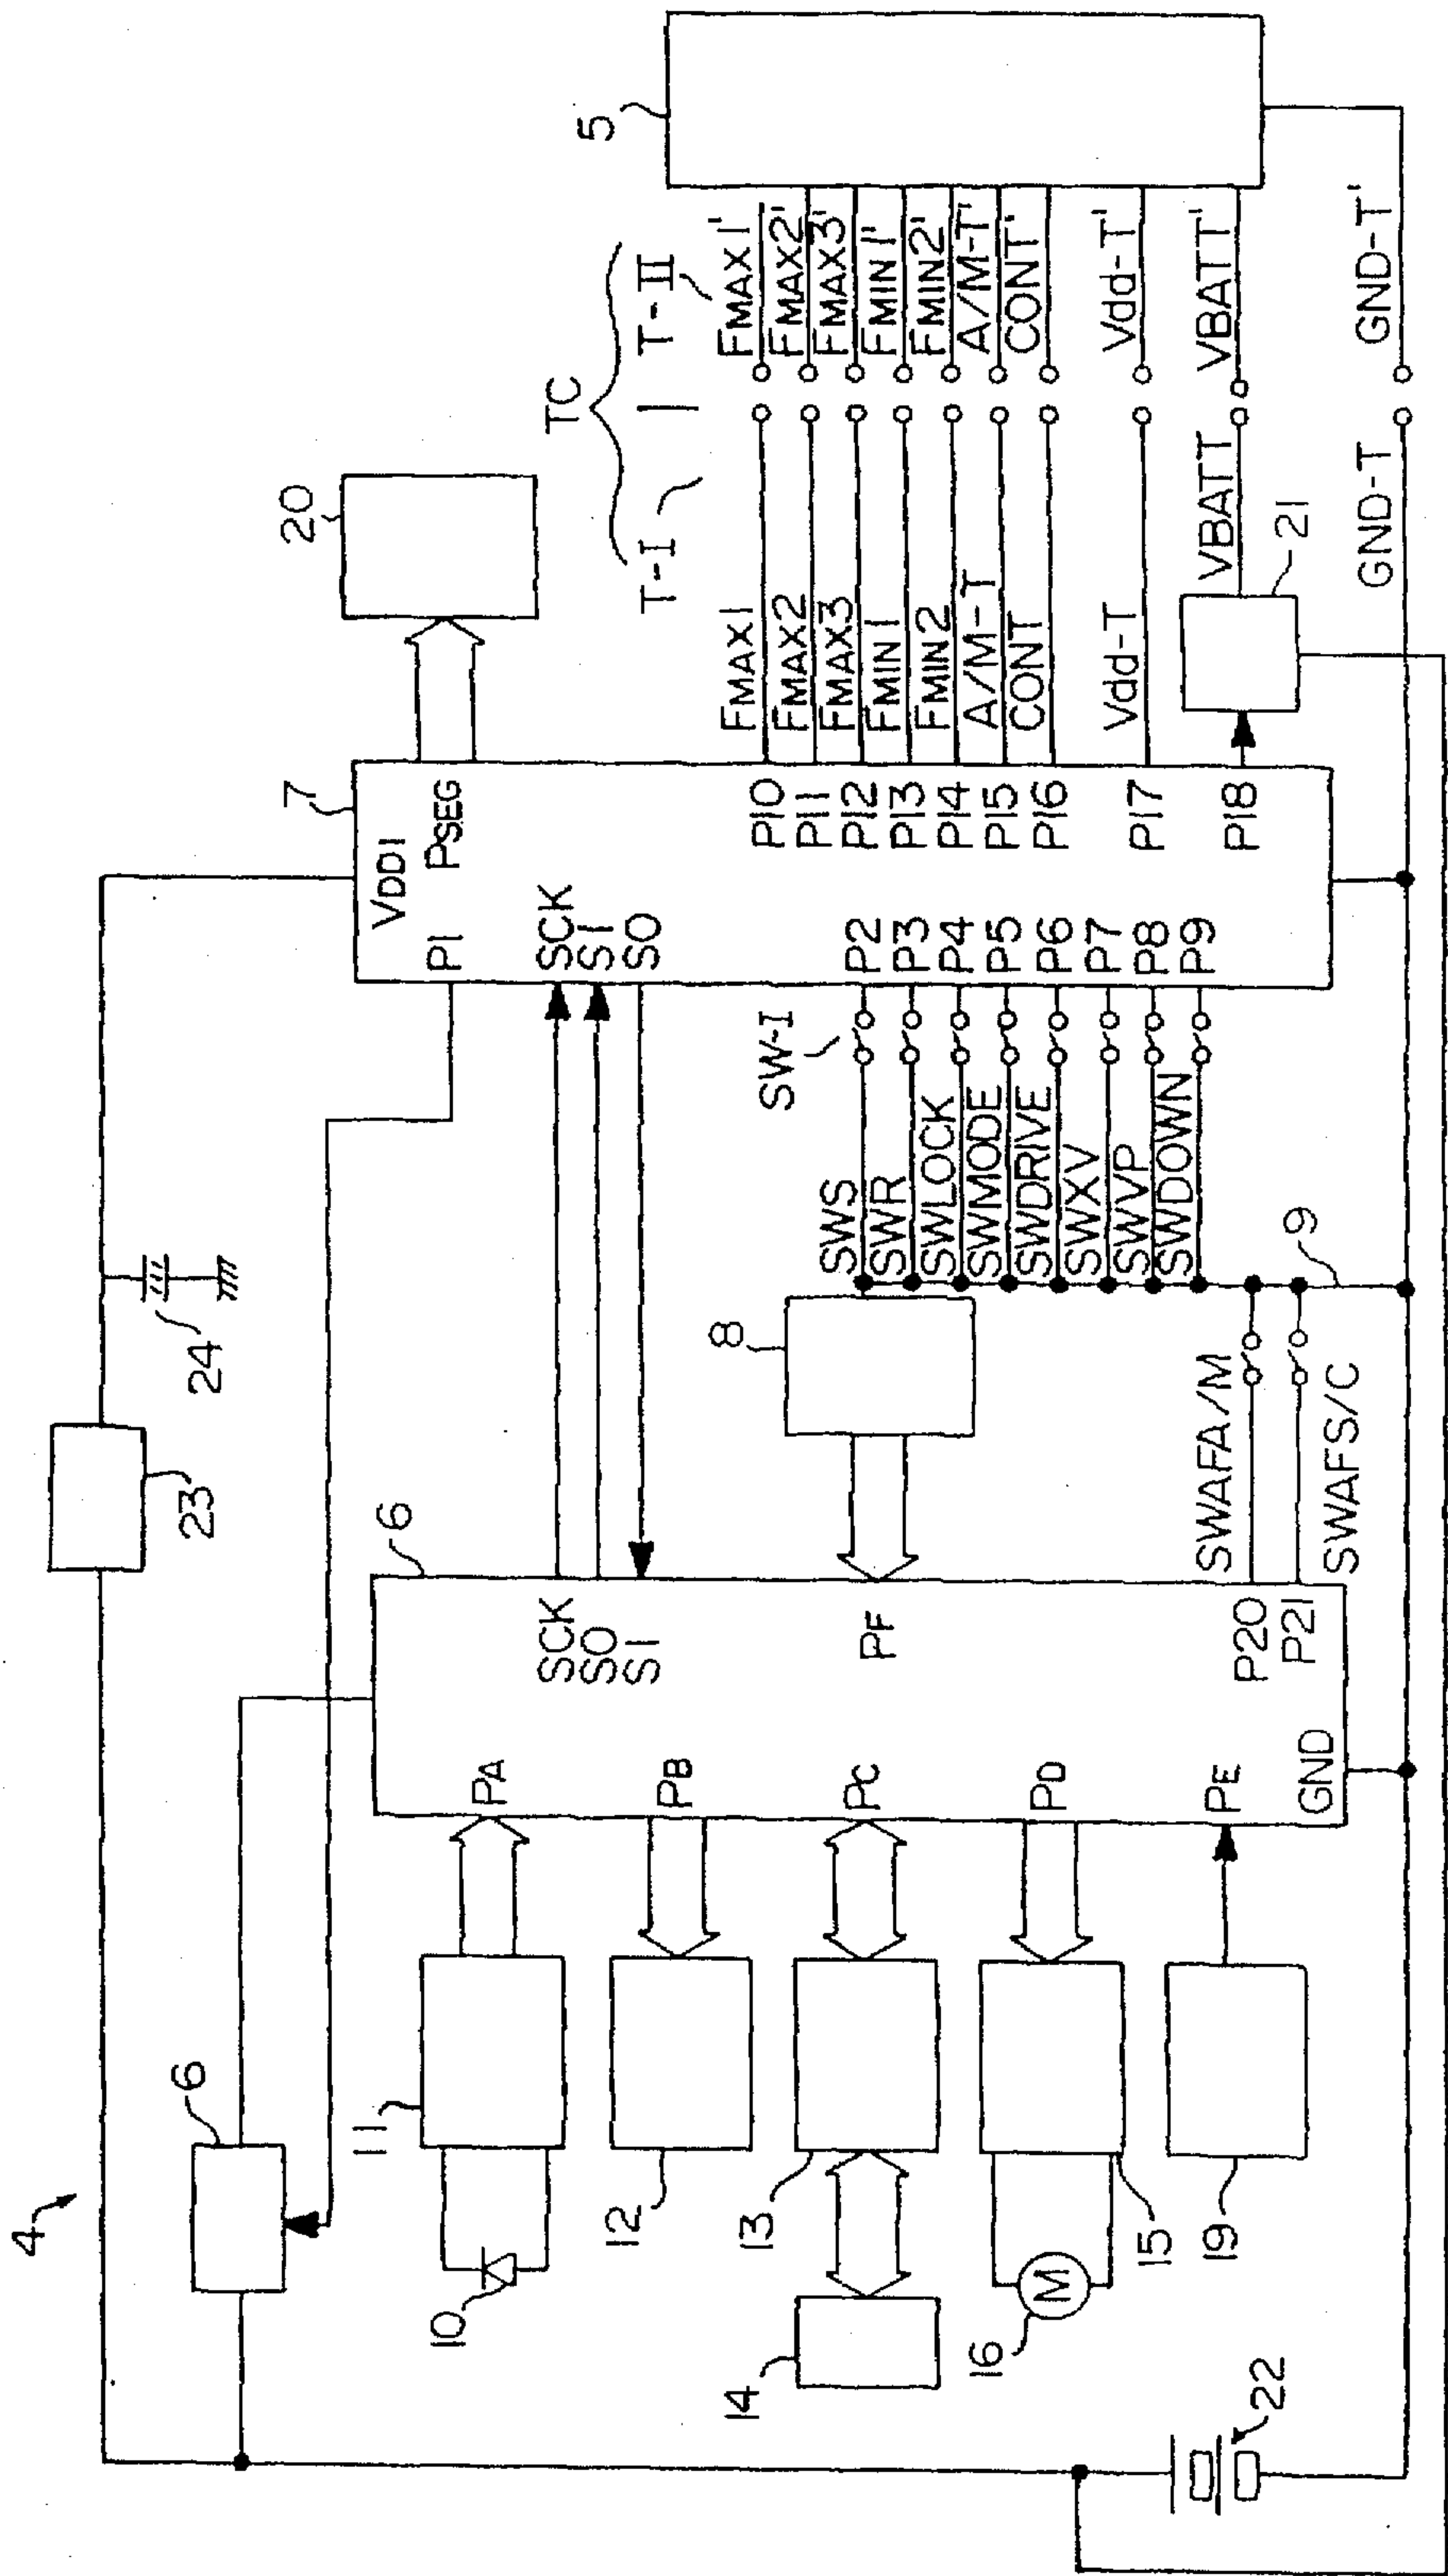 4
6
23
24
7
20
TC
T-I
T-II
5
VDD1
P1
PSEG
SCK
SI
SO
6
SCK
SO
SI
10
11
PA
12
PB
14
13
PC
16
15
PD
19
PE
GND
PF
8
P20
P21
SWAFA/M
SWAFS/C
9
SW-I
SWS
SWR
SWLOCK
SWMODE
SWDRIVE
SWXV
SWVP
SWDOWN
P2
P3
P4
P5
P6
P7
P8
P9
P10
P11
P12
P13
P14
P15
P16
P17
P18
FMAX1
FMAX2
FMAX3
FMIN1
FMIN2
A/M-T
CONT
Vdd-T
VBATT
21
GND-T
FMAX1'
FMAX2'
FMAX3'
FMIN1'
FMIN2'
A/M-T'
CONT'
Vdd-T'
VBATT'
GND-T'
M
22